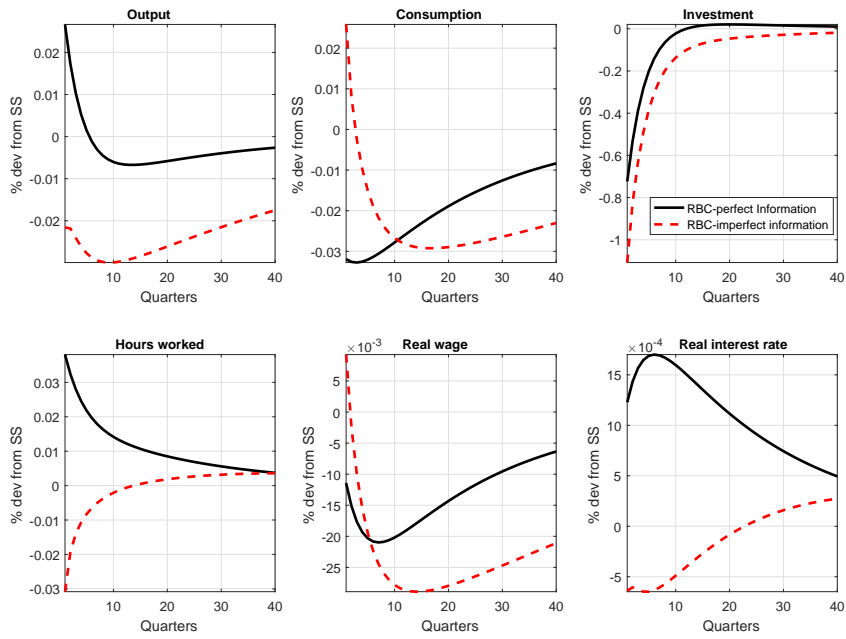 Output
Consumption
Investment
% dev from SS
0.02
0.01
0
-0.01
-0.02
10 20 30 40
Quarters
% dev from SS
0.02
0.01
0
-0.01
-0.02
-0.03
10 20 30 40
Quarters
% dev from SS
0
-0.2
-0.4
-0.6
-0.8
-1
10 20 30 40
Quarters
RBC-perfect Information
RBC-imperfect information
Hours worked
Real wage
Real interest rate
% dev from SS
0.03
0.02
0.01
0
-0.01
-0.02
-0.03
10 20 30 40
Quarters
×10-3
% dev from SS
5
0
-5
-10
-15
-20
-25
10 20 30 40
Quarters
×10-4
% dev from SS
15
10
5
0
-5
10 20 30 40
Quarters